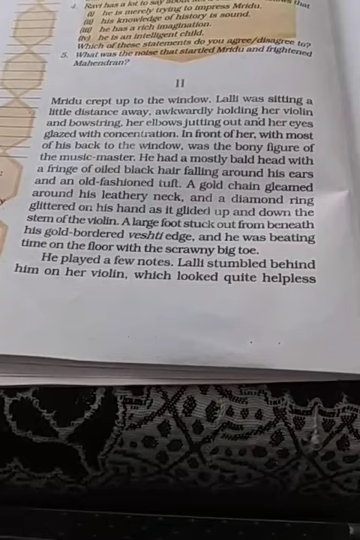 4. Ravi has a lot to say about
(i) he is merely trying to impress Mridu.
(ii) his knowledge of history is sound.
(iii) he has a rich imagination.
(iv) he is an intelligent child.
Which of these statements do you agree/disagree to?
5. What was the noise that startled Mridu and frightened
Mahendran?
II
Mridu crept up to the window. Lalli was sitting a
little distance away, awkwardly holding her violin
and bowstring, her elbows jutting out and her eyes
glazed with concentration. In front of her, with most
of his back to the window, was the bony figure of
the music-master. He had a mostly bald head with
a fringe of oiled black hair falling around his ears
and an old-fashioned tuft. A gold chain gleamed
around his leathery neck, and a diamond ring
glittered on his hand as it glided up and down the
stem of the violin. A large foot stuck out from beneath
his gold-bordered veshti edge, and he was beating
time on the floor with the scrawny big toe.
He played a few notes. Lalli stumbled behind
him on her violin, which looked quite helpless